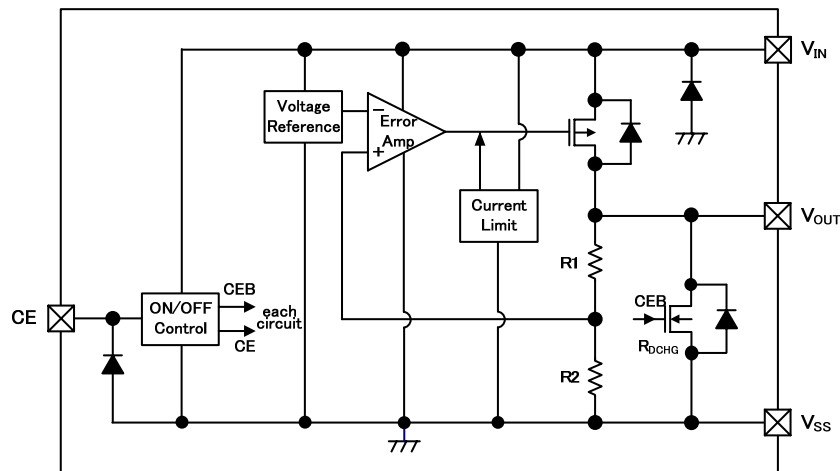 VIN
Voltage
Reference
−
Error
Amp
+
Current
Limit
VOUT
R1
CEB
RDCHG
CE
ON/OFF
Control
CEB
each
circuit
CE
R2
VSS